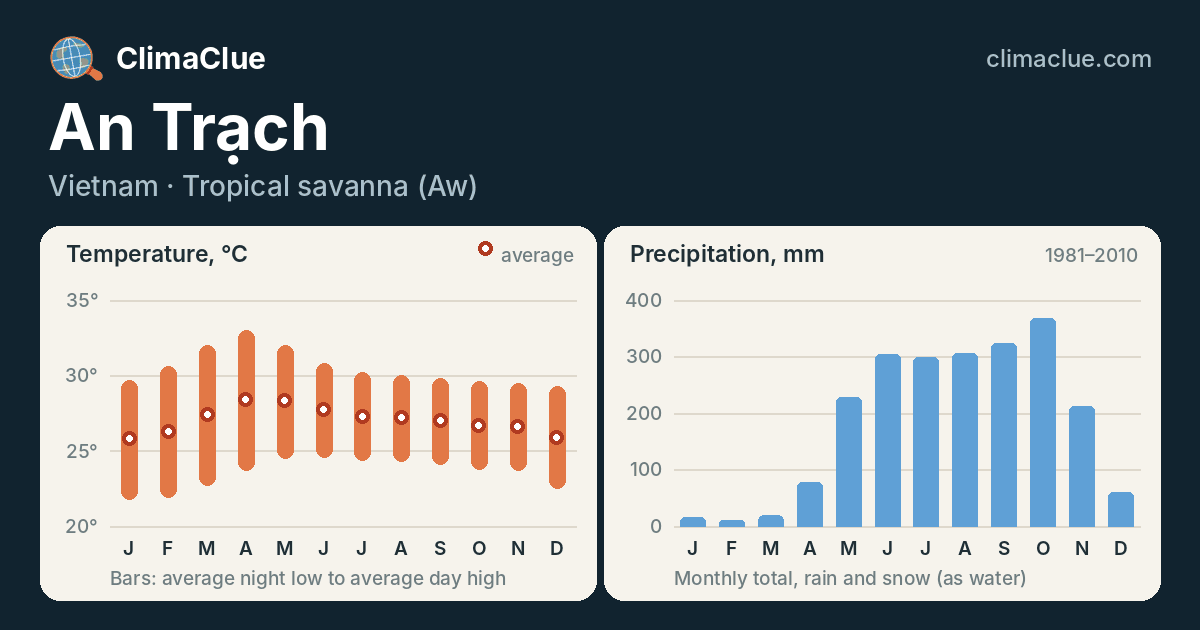 ClimaClue
climaclue.com
An Trạch
Vietnam · Tropical savanna (Aw)
Temperature, °C
average
35°
30°
25°
20°
J F M A M J J A S O N D
Bars: average night low to average day high
Precipitation, mm
1981–2010
400
300
200
100
0
J F M A M J J A S O N D
Monthly total, rain and snow (as water)